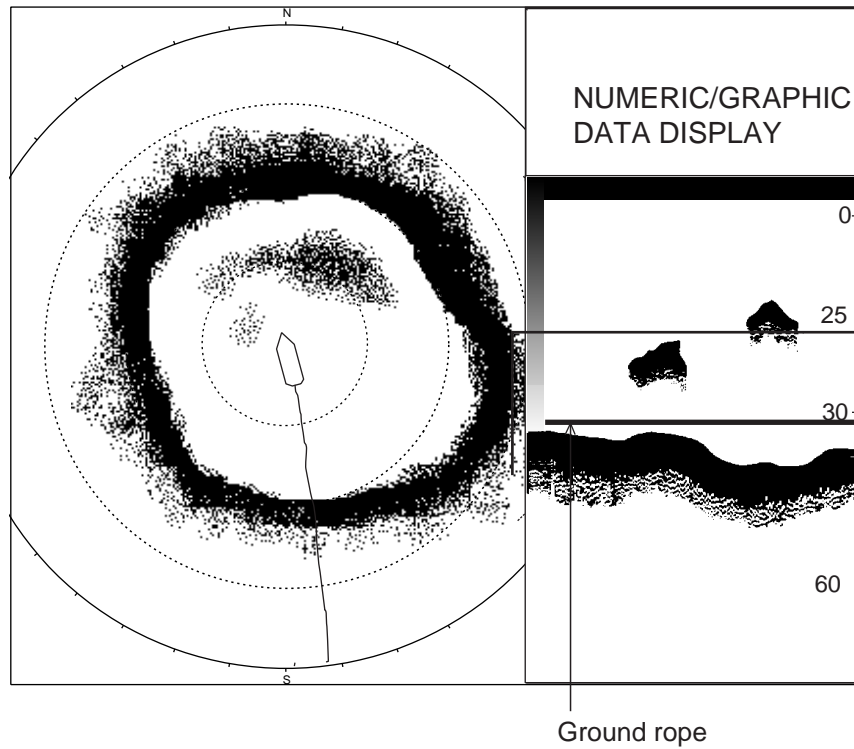 N
NUMERIC/GRAPHIC
DATA DISPLAY
0
25
30
60
S
Ground rope